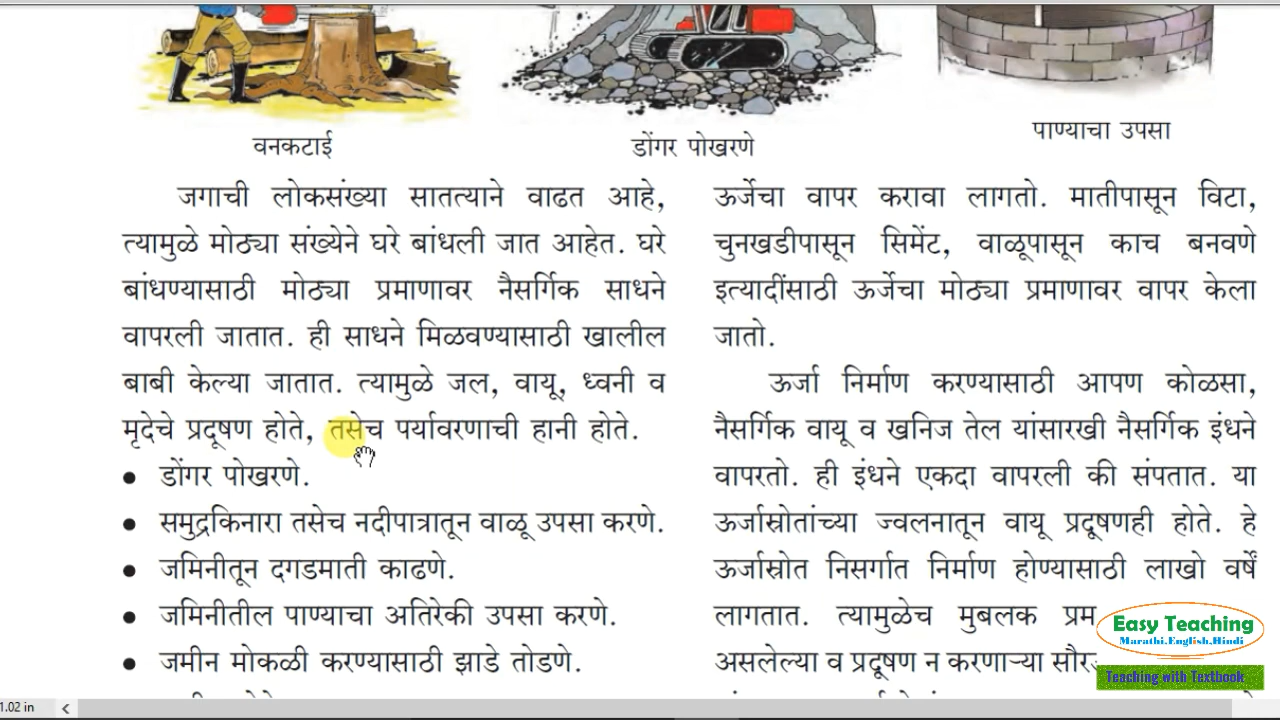 वनकटाई
डोंगर पोखरणे
पाण्याचा उपसा
जगाची लोकसंख्या सातत्याने वाढत आहे,
त्यामुळे मोठ्या संख्येने घरे बांधली जात आहेत. घरे
बांधण्यासाठी मोठ्या प्रमाणावर नैसर्गिक साधने
वापरली जातात. ही साधने मिळवण्यासाठी खालील
बाबी केल्या जातात. त्यामुळे जल, वायू, ध्वनी व
मृदेचे प्रदूषण होते, तसेच पर्यावरणाची हानी होते.
● डोंगर पोखरणे.
● समुद्रकिनारा तसेच नदीपात्रातून वाळू उपसा करणे.
● जमिनीतून दगडमाती काढणे.
● जमिनीतील पाण्याचा अतिरेकी उपसा करणे.
● जमीन मोकळी करण्यासाठी झाडे तोडणे.
ऊर्जेचा वापर करावा लागतो. मातीपासून विटा,
चुनखडीपासून सिमेंट, वाळूपासून काच बनवणे
इत्यादींसाठी ऊर्जेचा मोठ्या प्रमाणावर वापर केला
जातो.
ऊर्जा निर्माण करण्यासाठी आपण कोळसा,
नैसर्गिक वायू व खनिज तेल यांसारखी नैसर्गिक इंधने
वापरतो. ही इंधने एकदा वापरली की संपतात. या
ऊर्जास्रोतांच्या ज्वलनातून वायू प्रदूषणही होते. हे
ऊर्जास्रोत निसर्गात निर्माण होण्यासाठी लाखो वर्षे
लागतात. त्यामुळेच मुबलक प्रम
असलेल्या व प्रदूषण न करणाऱ्या सौर
Easy Teaching
Marathi.English.Hindi
Teaching with Textbook
1.02 in